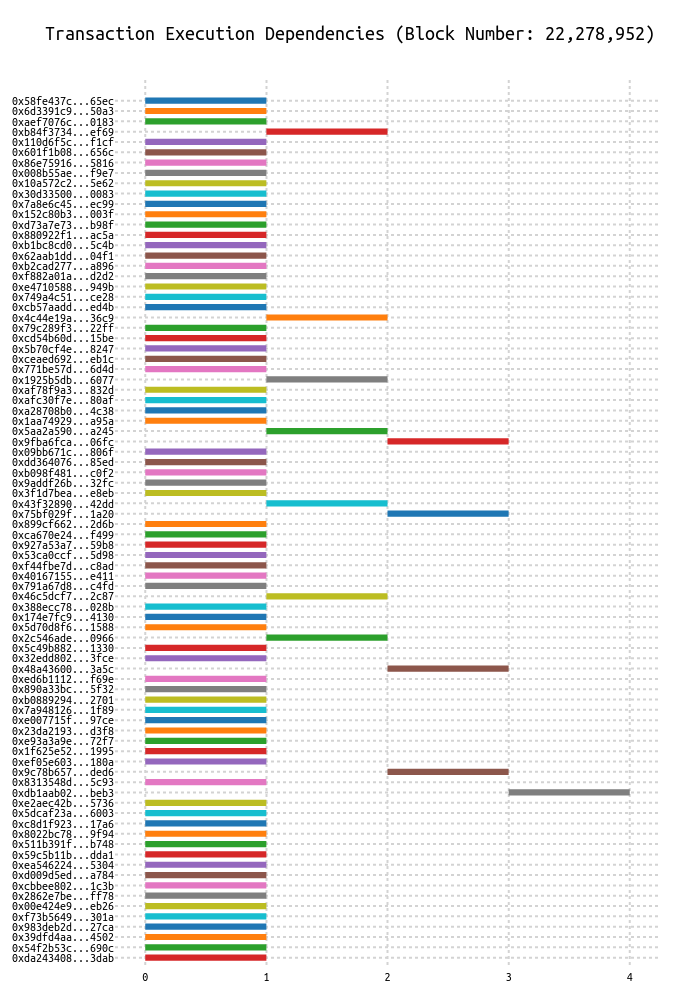 Transaction Execution Dependencies (Block Number: 22,278,952)
0x58fe437c...65ec
0x6d3391c9...50a3
0xaef7076c...0183
0xb84f3734...ef69
0x110d6f5c...f1cf
0x601f1b08...656c
0x86e75916...5816
0x008b55ae...f9e7
0x10a572c2...5e62
0x30d33500...0083
0x7a8e6c45...ec99
0x152c80b3...003f
0xd73a7e73...b98f
0x880922f1...ac5a
0xb1bc8cd0...5c4b
0x62aab1dd...04f1
0xb2cad277...a896
0xf882a01a...d2d2
0xe4710588...949b
0x749a4c51...ce28
0xcb57aadd...ed4b
0x4c44e19a...36c9
0x79c289f3...22ff
0xcd54b60d...15be
0x5b70cf4e...8247
0xceaed692...eb1c
0x771be57d...6d4d
0x1925b5db...6077
0xaf78f9a3...832d
0xafc30f7e...80af
0xa28708b0...4c38
0x1aa74929...a95a
0x5aa2a590...a245
0x9fba6fca...06fc
0x09bb671c...806f
0xdd364076...85ed
0xb098f481...c0f2
0x9addf26b...32fc
0x3f1d7bea...e8eb
0x43f32890...42dd
0x75bf029f...1a20
0x899cf662...2d6b
0xca670e24...f499
0x927a53a7...59b8
0x53ca0ccf...5d98
0xf44fbe7d...c8ad
0x40167155...e411
0x791a67d8...c4fd
0x46c5dcf7...2c87
0x388ecc78...028b
0x174e7fc9...4130
0x5d70d8f6...1588
0x2c546ade...0966
0x5c49b882...1330
0x32edd802...3fce
0x48a43600...3a5c
0xed6b1112...f69e
0x890a33bc...5f32
0xb0889294...2701
0x7a948126...1f89
0xe007715f...97ce
0x23da2193...d3f8
0xe93a3a9e...72f7
0x1f625e52...1995
0xef05e603...180a
0x9c78b657...ded6
0x8313548d...5c93
0xdb1aab02...beb3
0xe2aec42b...5736
0x5dcaf23a...6003
0xc8d1f923...17a6
0x8022bc78...9f94
0x511b391f...b748
0x59c5b11b...dda1
0xea546224...5304
0xd009d5ed...a784
0xcbbee802...1c3b
0x2862e7be...ff78
0x00e424e9...eb26
0xf73b5649...301a
0x983deb2d...27ca
0x39dfd4aa...4502
0x54f2b53c...690c
0xda243408...3dab
0 1 2 3 4